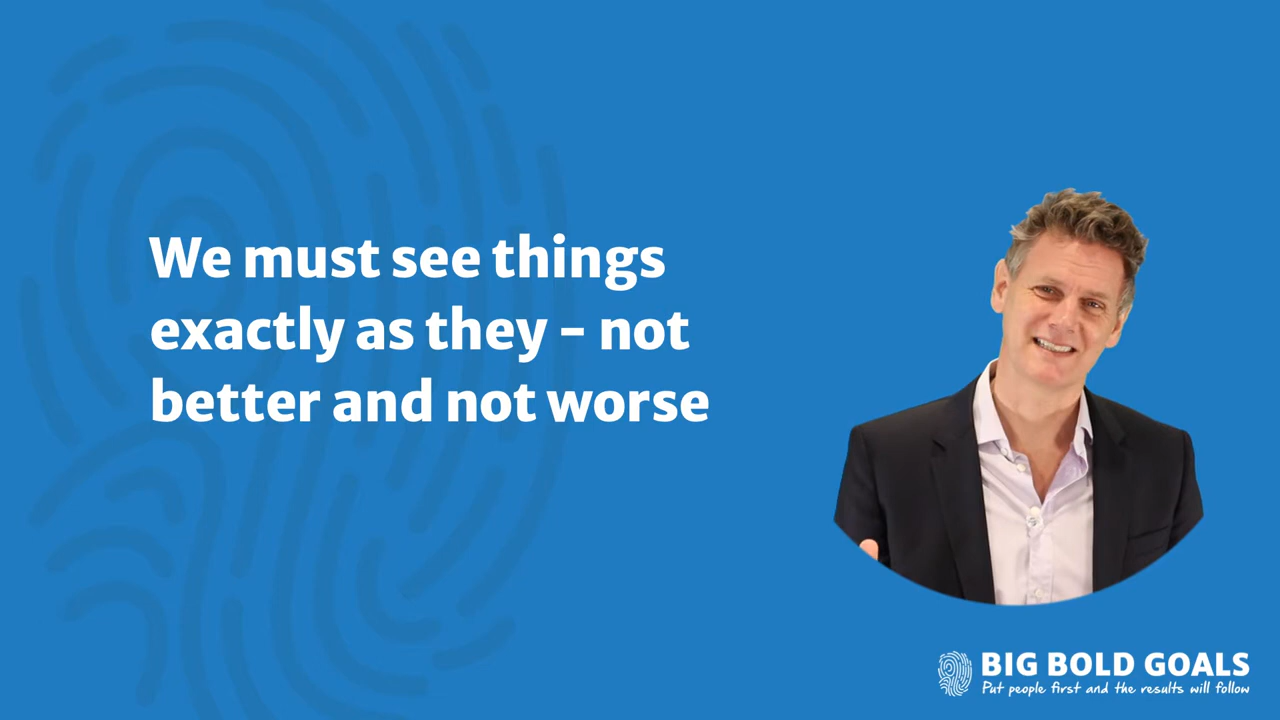 We must see things
exactly as they – not
better and not worse
BIG BOLD GOALS
Put people first and the results will follow